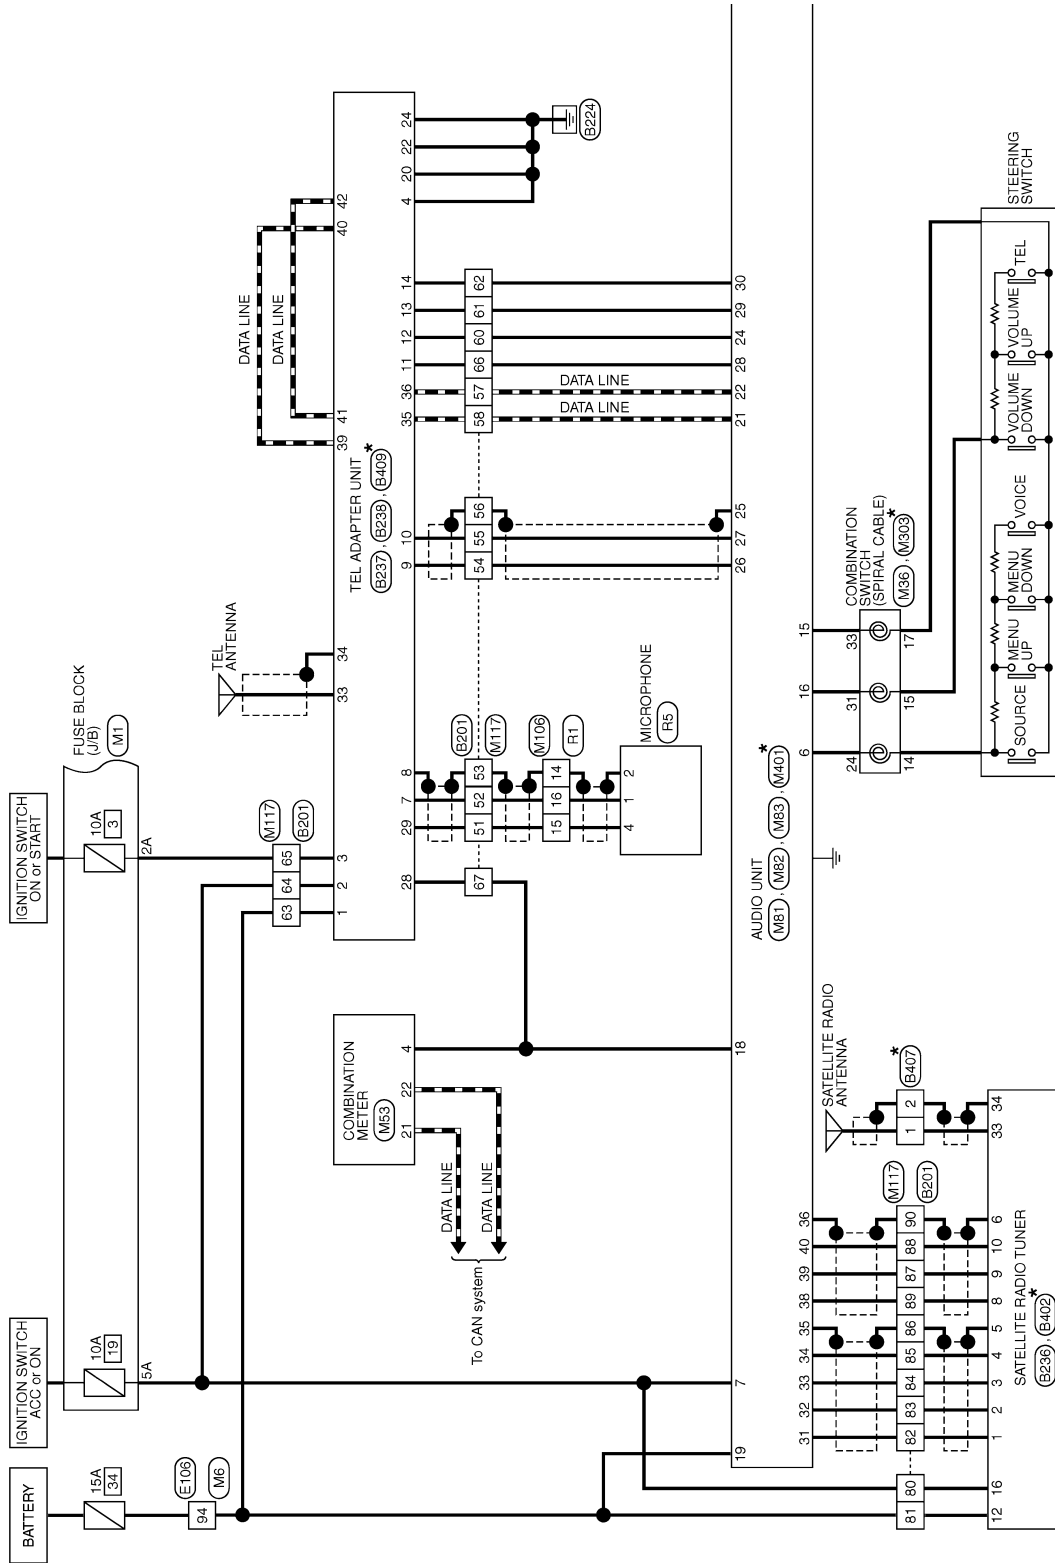 BATTERY
IGNITION SWITCH
ACC or ON
IGNITION SWITCH
ON or START
15A
34
10A
19
10A
3
FUSE BLOCK
(J/B)
M1
5A
2A
94
E106
M6
63
64
65
M117
B201
1
2
3
TEL
ANTENNA
33
34
39
41
40
42
DATA LINE
DATA LINE
TEL ADAPTER UNIT
B237 , B238 , B409 *
28
29
7
8
9
10
35
36
11
12
13
14
4
20
22
24
B224
COMBINATION
METER
M53
21
22
4
DATA LINE
DATA LINE
To CAN system
67
51
52
53
B201
M117
54
55
56
58
57
66
60
61
62
15
16
14
M106
R1
4
1
2
MICROPHONE
R5
DATA LINE
DATA LINE
19
7
18
26
27
25
21
22
28
24
29
30
AUDIO UNIT
M81 , M82 , M83 , M401 *
31
32
33
34
35
38
39
40
36
6
16
15
SATELLITE RADIO
ANTENNA
24
31
33
COMBINATION
SWITCH
(SPIRAL CABLE)
M36 , M303 *
14
15
17
81
80
82
83
84
85
86
89
87
88
90
M117
B201
1
2
B407 *
12
16
1
2
3
4
5
8
9
10
6
33
34
SATELLITE RADIO TUNER
B236 , B402 *
STEERING
SWITCH
SOURCE
MENU
UP
MENU
DOWN
VOICE
VOLUME
DOWN
VOLUME
UP
TEL